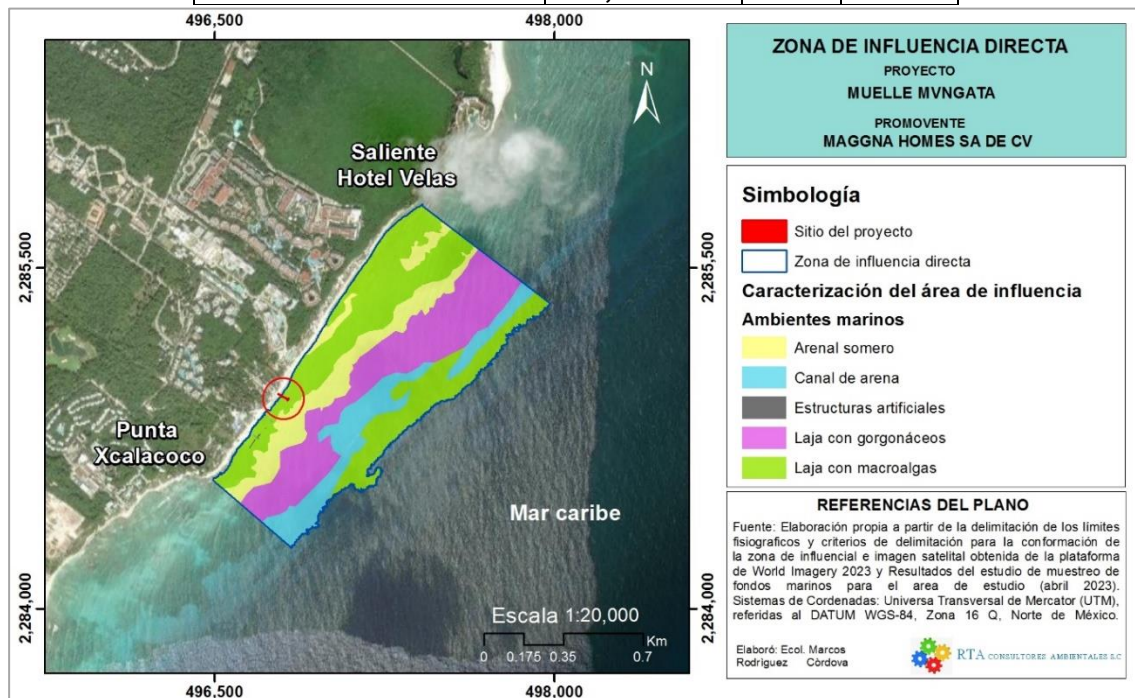 496,500
498,000
N
Saliente
Hotel Velas
2,285,500
2,285,500
Punta
Xcalacoco
Mar caribe
2,284,000
2,284,000
Escala 1:20,000
Km
0 0.175 0.35 0.7
496,500
498,000
ZONA DE INFLUENCIA DIRECTA
PROYECTO
MUELLE MVNGATA
PROMOVENTE
MAGGNA HOMES SA DE CV
Simbología
Sitio del proyecto
Zona de influencia directa
Caracterización del área de influencia
Ambientes marinos
Arenal somero
Canal de arena
Estructuras artificiales
Laja con gorgonáceos
Laja con macroalgas
REFERENCIAS DEL PLANO
Fuente: Elaboración propia a partir de la delimitación de los límites
fisiograficos y criterios de delimitación para la conformación de
la zona de influencial e imagen satelital obtenida de la plataforma
de World Imagery 2023 y Resultados del estudio de muestreo de
fondos marinos para el area de estudio (abril 2023).
Sistemas de Cordenadas: Universa Transversal de Mercator (UTM),
referidas al DATUM WGS-84, Zona 16 Q, Norte de México.
Elaboró: Ecol. Marcos
Rodríguez Còrdova
RTA CONSULTORES AMBIENTALES S.C